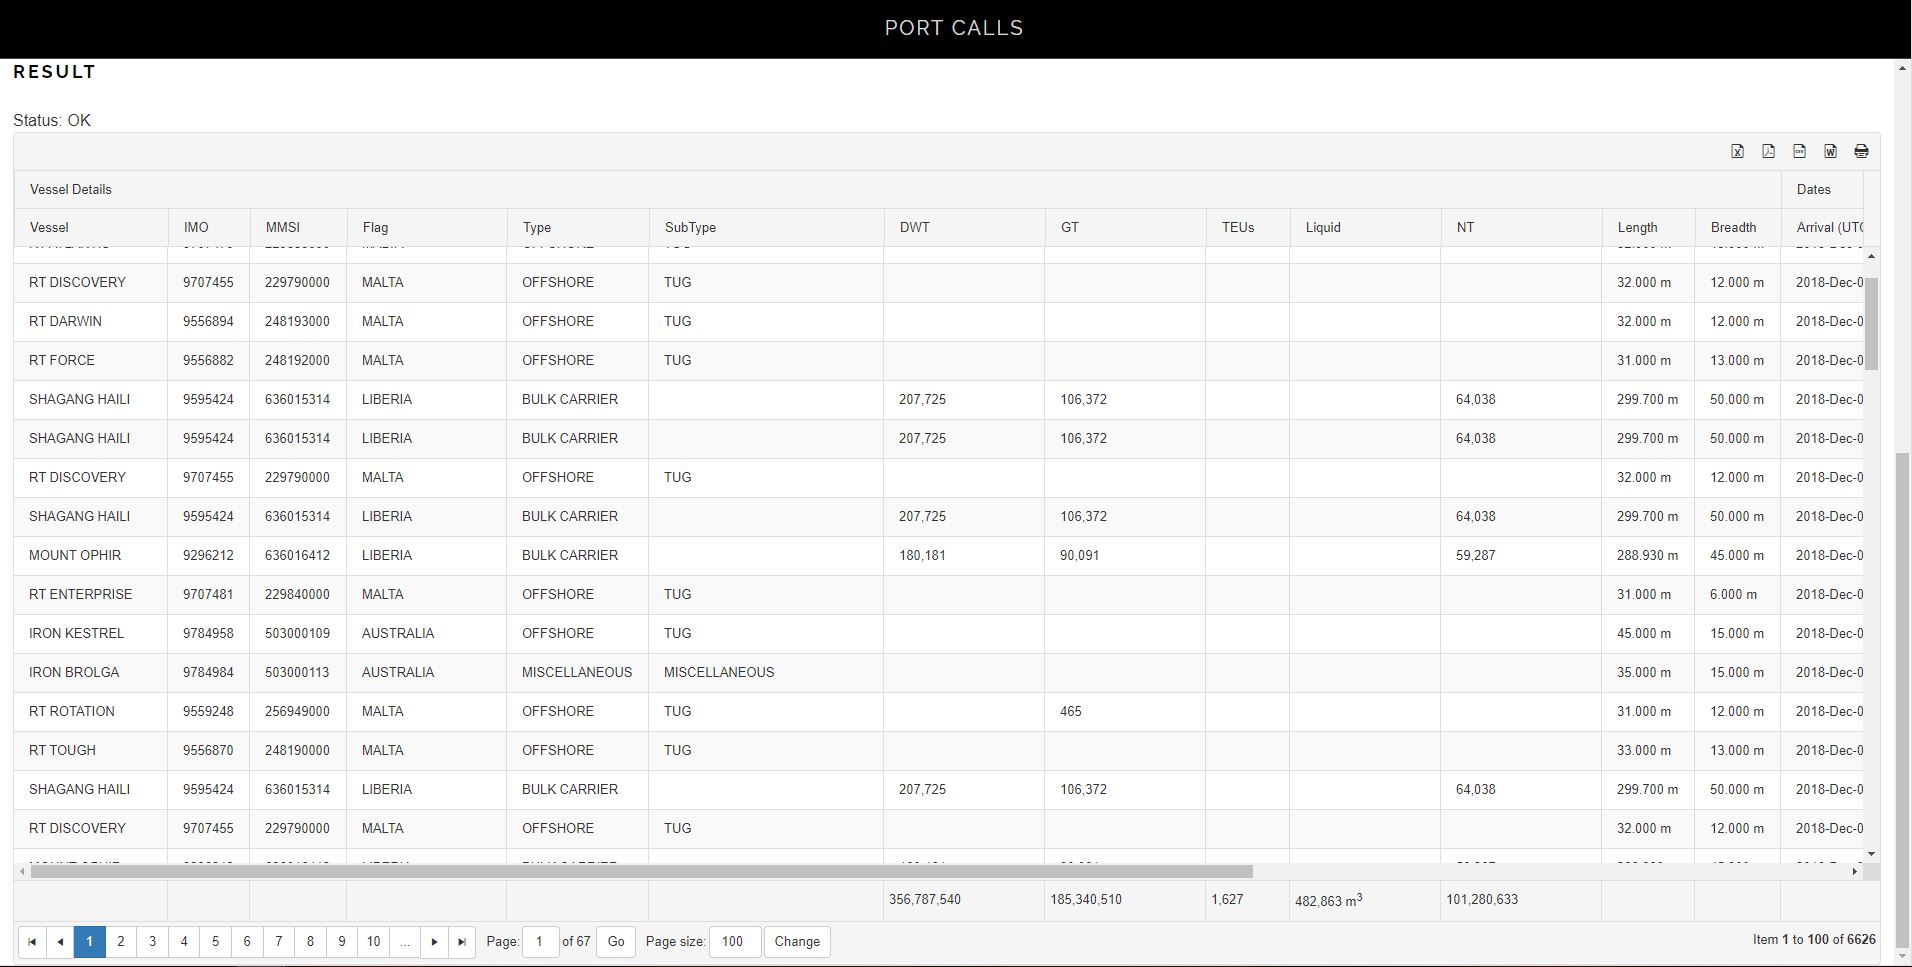 PORT CALLS
RESULT
Status: OK
Vessel Details Dates
Vessel IMO MMSI Flag Type SubType DWT GT TEUs Liquid NT Length Breadth Arrival (UTC
RT DISCOVERY 9707455 229790000 MALTA OFFSHORE TUG 32.000 m 12.000 m 2018-Dec-0
RT DARWIN 9556894 248193000 MALTA OFFSHORE TUG 32.000 m 12.000 m 2018-Dec-0
RT FORCE 9556882 248192000 MALTA OFFSHORE TUG 31.000 m 13.000 m 2018-Dec-0
SHAGANG HAILI 9595424 636015314 LIBERIA BULK CARRIER 207,725 106,372 64,038 299.700 m 50.000 m 2018-Dec-0
SHAGANG HAILI 9595424 636015314 LIBERIA BULK CARRIER 207,725 106,372 64,038 299.700 m 50.000 m 2018-Dec-0
RT DISCOVERY 9707455 229790000 MALTA OFFSHORE TUG 32.000 m 12.000 m 2018-Dec-0
SHAGANG HAILI 9595424 636015314 LIBERIA BULK CARRIER 207,725 106,372 64,038 299.700 m 50.000 m 2018-Dec-0
MOUNT OPHIR 9296212 636016412 LIBERIA BULK CARRIER 180,181 90,091 59,287 288.930 m 45.000 m 2018-Dec-0
RT ENTERPRISE 9707481 229840000 MALTA OFFSHORE TUG 31.000 m 6.000 m 2018-Dec-0
IRON KESTREL 9784958 503000109 AUSTRALIA OFFSHORE TUG 45.000 m 15.000 m 2018-Dec-0
IRON BROLGA 9784984 503000113 AUSTRALIA MISCELLANEOUS MISCELLANEOUS 35.000 m 15.000 m 2018-Dec-0
RT ROTATION 9559248 256949000 MALTA OFFSHORE TUG 465 31.000 m 12.000 m 2018-Dec-0
RT TOUGH 9556870 248190000 MALTA OFFSHORE TUG 33.000 m 13.000 m 2018-Dec-0
SHAGANG HAILI 9595424 636015314 LIBERIA BULK CARRIER 207,725 106,372 64,038 299.700 m 50.000 m 2018-Dec-0
RT DISCOVERY 9707455 229790000 MALTA OFFSHORE TUG 32.000 m 12.000 m 2018-Dec-0
356,787,540 185,340,510 1,627 482,863 m³ 101,280,633
1 2 3 4 5 6 7 8 9 10 ... Page: 1 of 67 Go Page size: 100 Change Item 1 to 100 of 6626